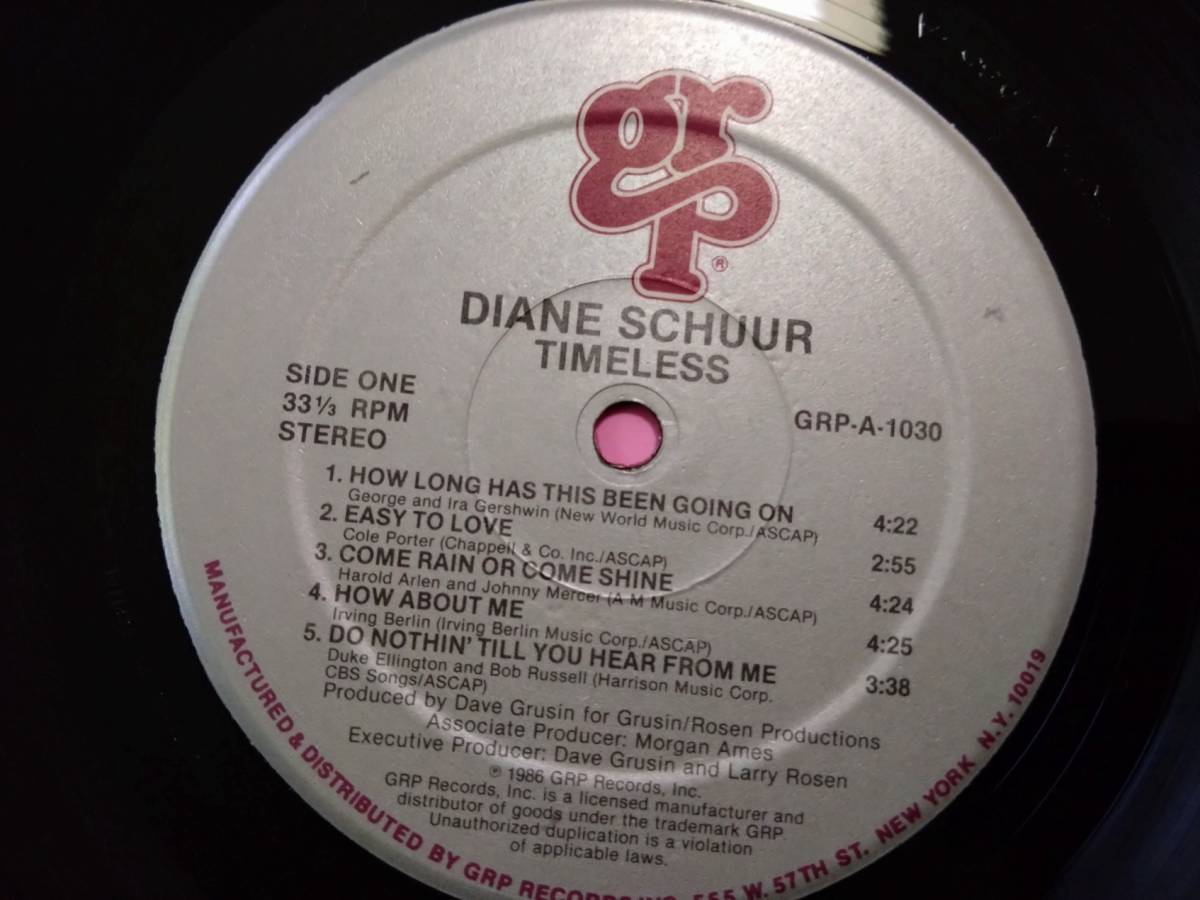 grp®
DIANE SCHUUR
TIMELESS
SIDE ONE
33⅓ RPM
STEREO
GRP-A-1030
1. HOW LONG HAS THIS BEEN GOING ON 4:22
George and Ira Gershwin (New World Music Corp./ASCAP)
2. EASY TO LOVE 2:55
Cole Porter (Chappell & Co. Inc./ASCAP)
3. COME RAIN OR COME SHINE 4:24
Harold Arlen and Johnny Mercer (A M Music Corp./ASCAP)
4. HOW ABOUT ME 4:25
Irving Berlin (Irving Berlin Music Corp./ASCAP)
5. DO NOTHIN' TILL YOU HEAR FROM ME 3:38
Duke Ellington and Bob Russell (Harrison Music Corp.
CBS Songs/ASCAP)
Produced by Dave Grusin for Grusin/Rosen Productions
Associate Producer: Morgan Ames
Executive Producer: Dave Grusin and Larry Rosen
℗ 1986 GRP Records, Inc.
GRP Records, Inc. is a licensed manufacturer and
distributor of goods under the trademark GRP
Unauthorized duplication is a violation
of applicable laws.
MANUFACTURED & DISTRIBUTED BY GRP RECORDS INC. 555 W. 57TH ST. NEW YORK N.Y. 10019